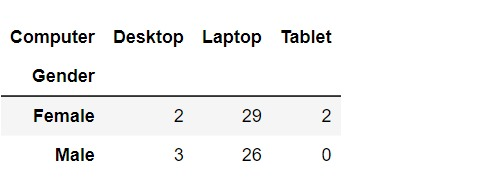 Computer Desktop Laptop Tablet
Gender
Female 2 29 2
Male 3 26 0